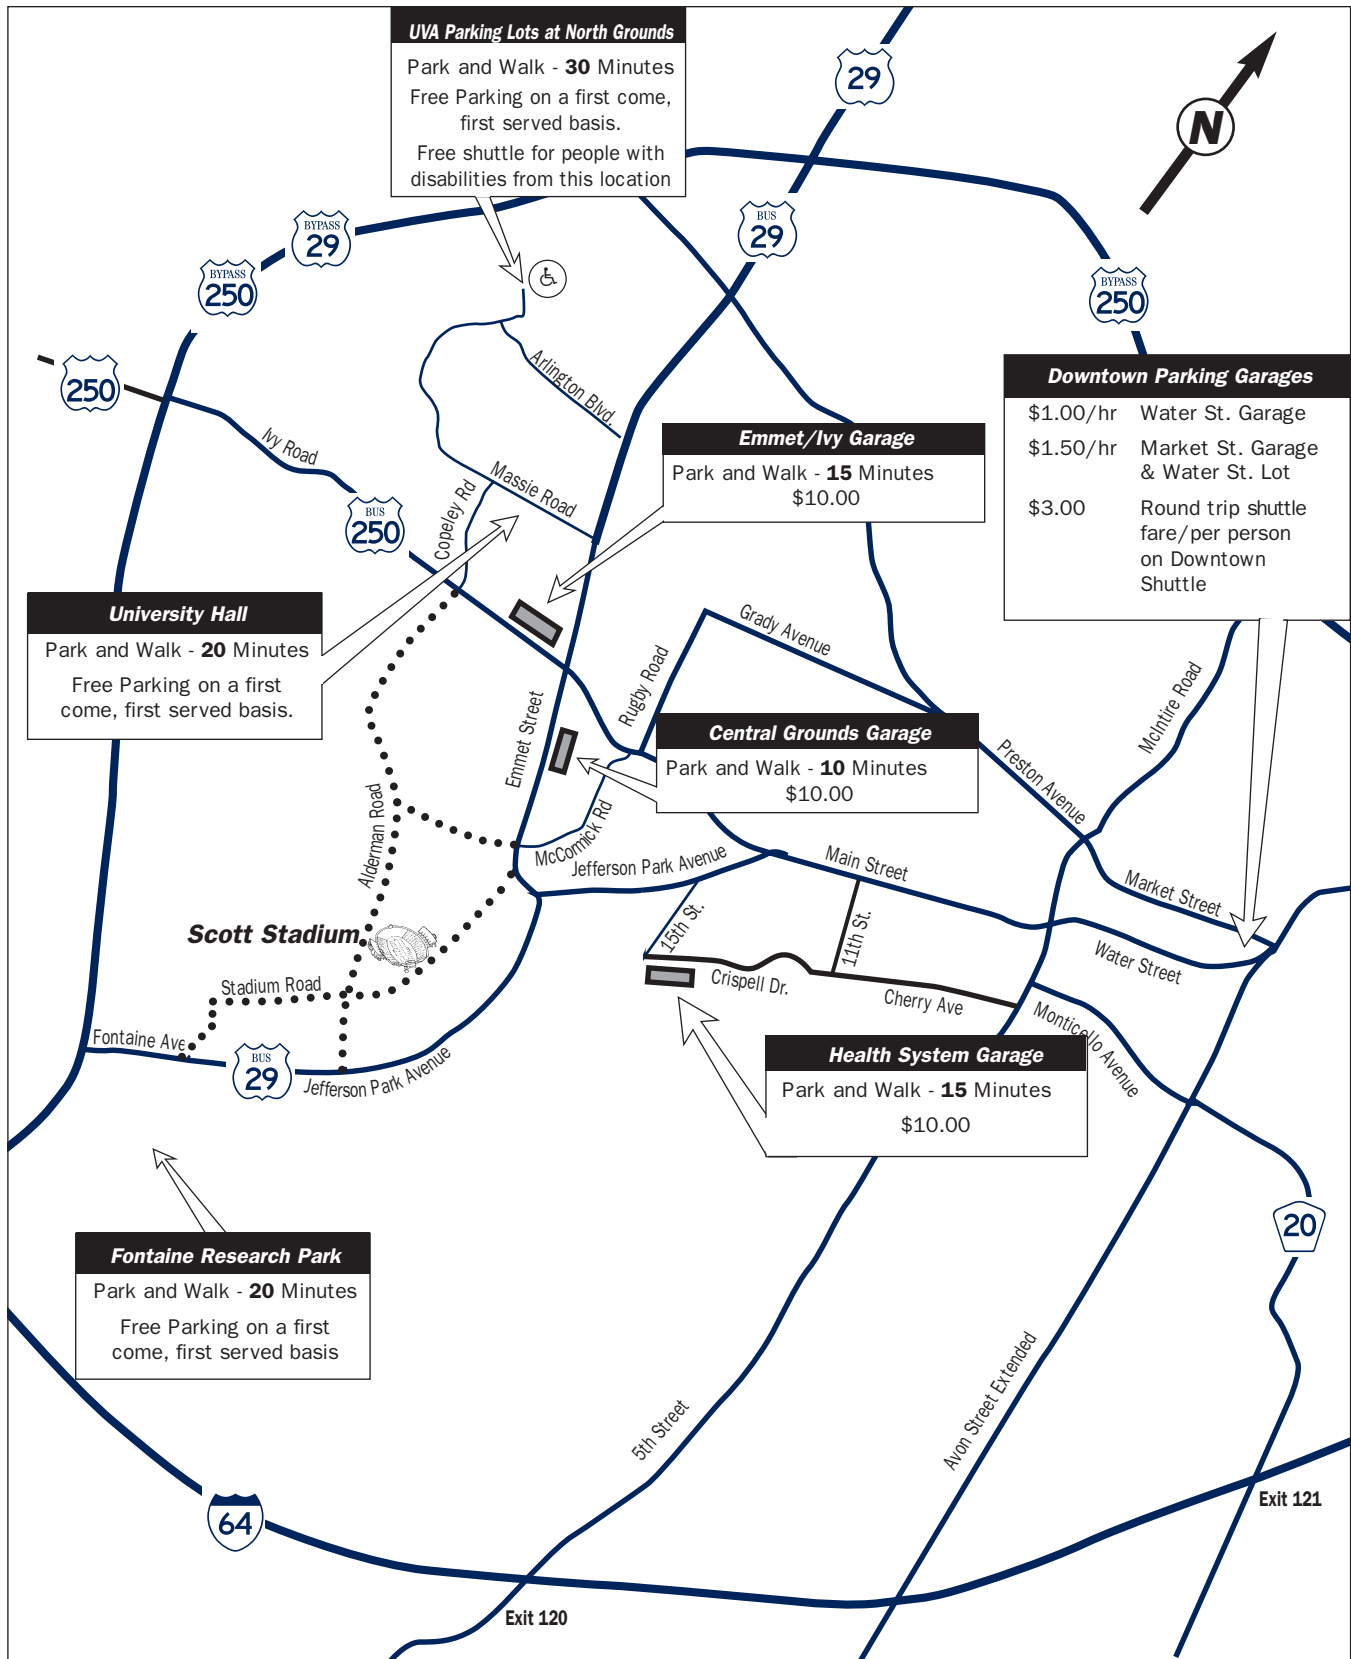 UVA Parking Lots at North Grounds
Park and Walk - 30 Minutes
Free Parking on a first come,
first served basis.
Free shuttle for people with
disabilities from this location
29
N
BYPASS
29
BUS
29
BYPASS
250
BYPASS
250
250
Ivy Road
Arlington Blvd.
Downtown Parking Garages
$1.00/hr Water St. Garage
$1.50/hr Market St. Garage
& Water St. Lot
$3.00 Round trip shuttle
fare/per person
on Downtown
Shuttle
Emmet/Ivy Garage
Park and Walk - 15 Minutes
$10.00
Massie Road
Copeley Rd
BUS
250
University Hall
Park and Walk - 20 Minutes
Free Parking on a first
come, first served basis.
Grady Avenue
Rugby Road
McIntire Road
Emmet Street
Central Grounds Garage
Park and Walk - 10 Minutes
$10.00
Preston Avenue
Alderman Road
McCormick Rd
Jefferson Park Avenue
Main Street
Market Street
Scott Stadium
15th St.
11th St.
Water Street
Stadium Road
Crispell Dr.
Cherry Ave
Monticello Avenue
Fontaine Ave
BUS
29
Jefferson Park Avenue
Health System Garage
Park and Walk - 15 Minutes
$10.00
20
Fontaine Research Park
Park and Walk - 20 Minutes
Free Parking on a first
come, first served basis
5th Street
Avon Street Extended
64
Exit 121
Exit 120